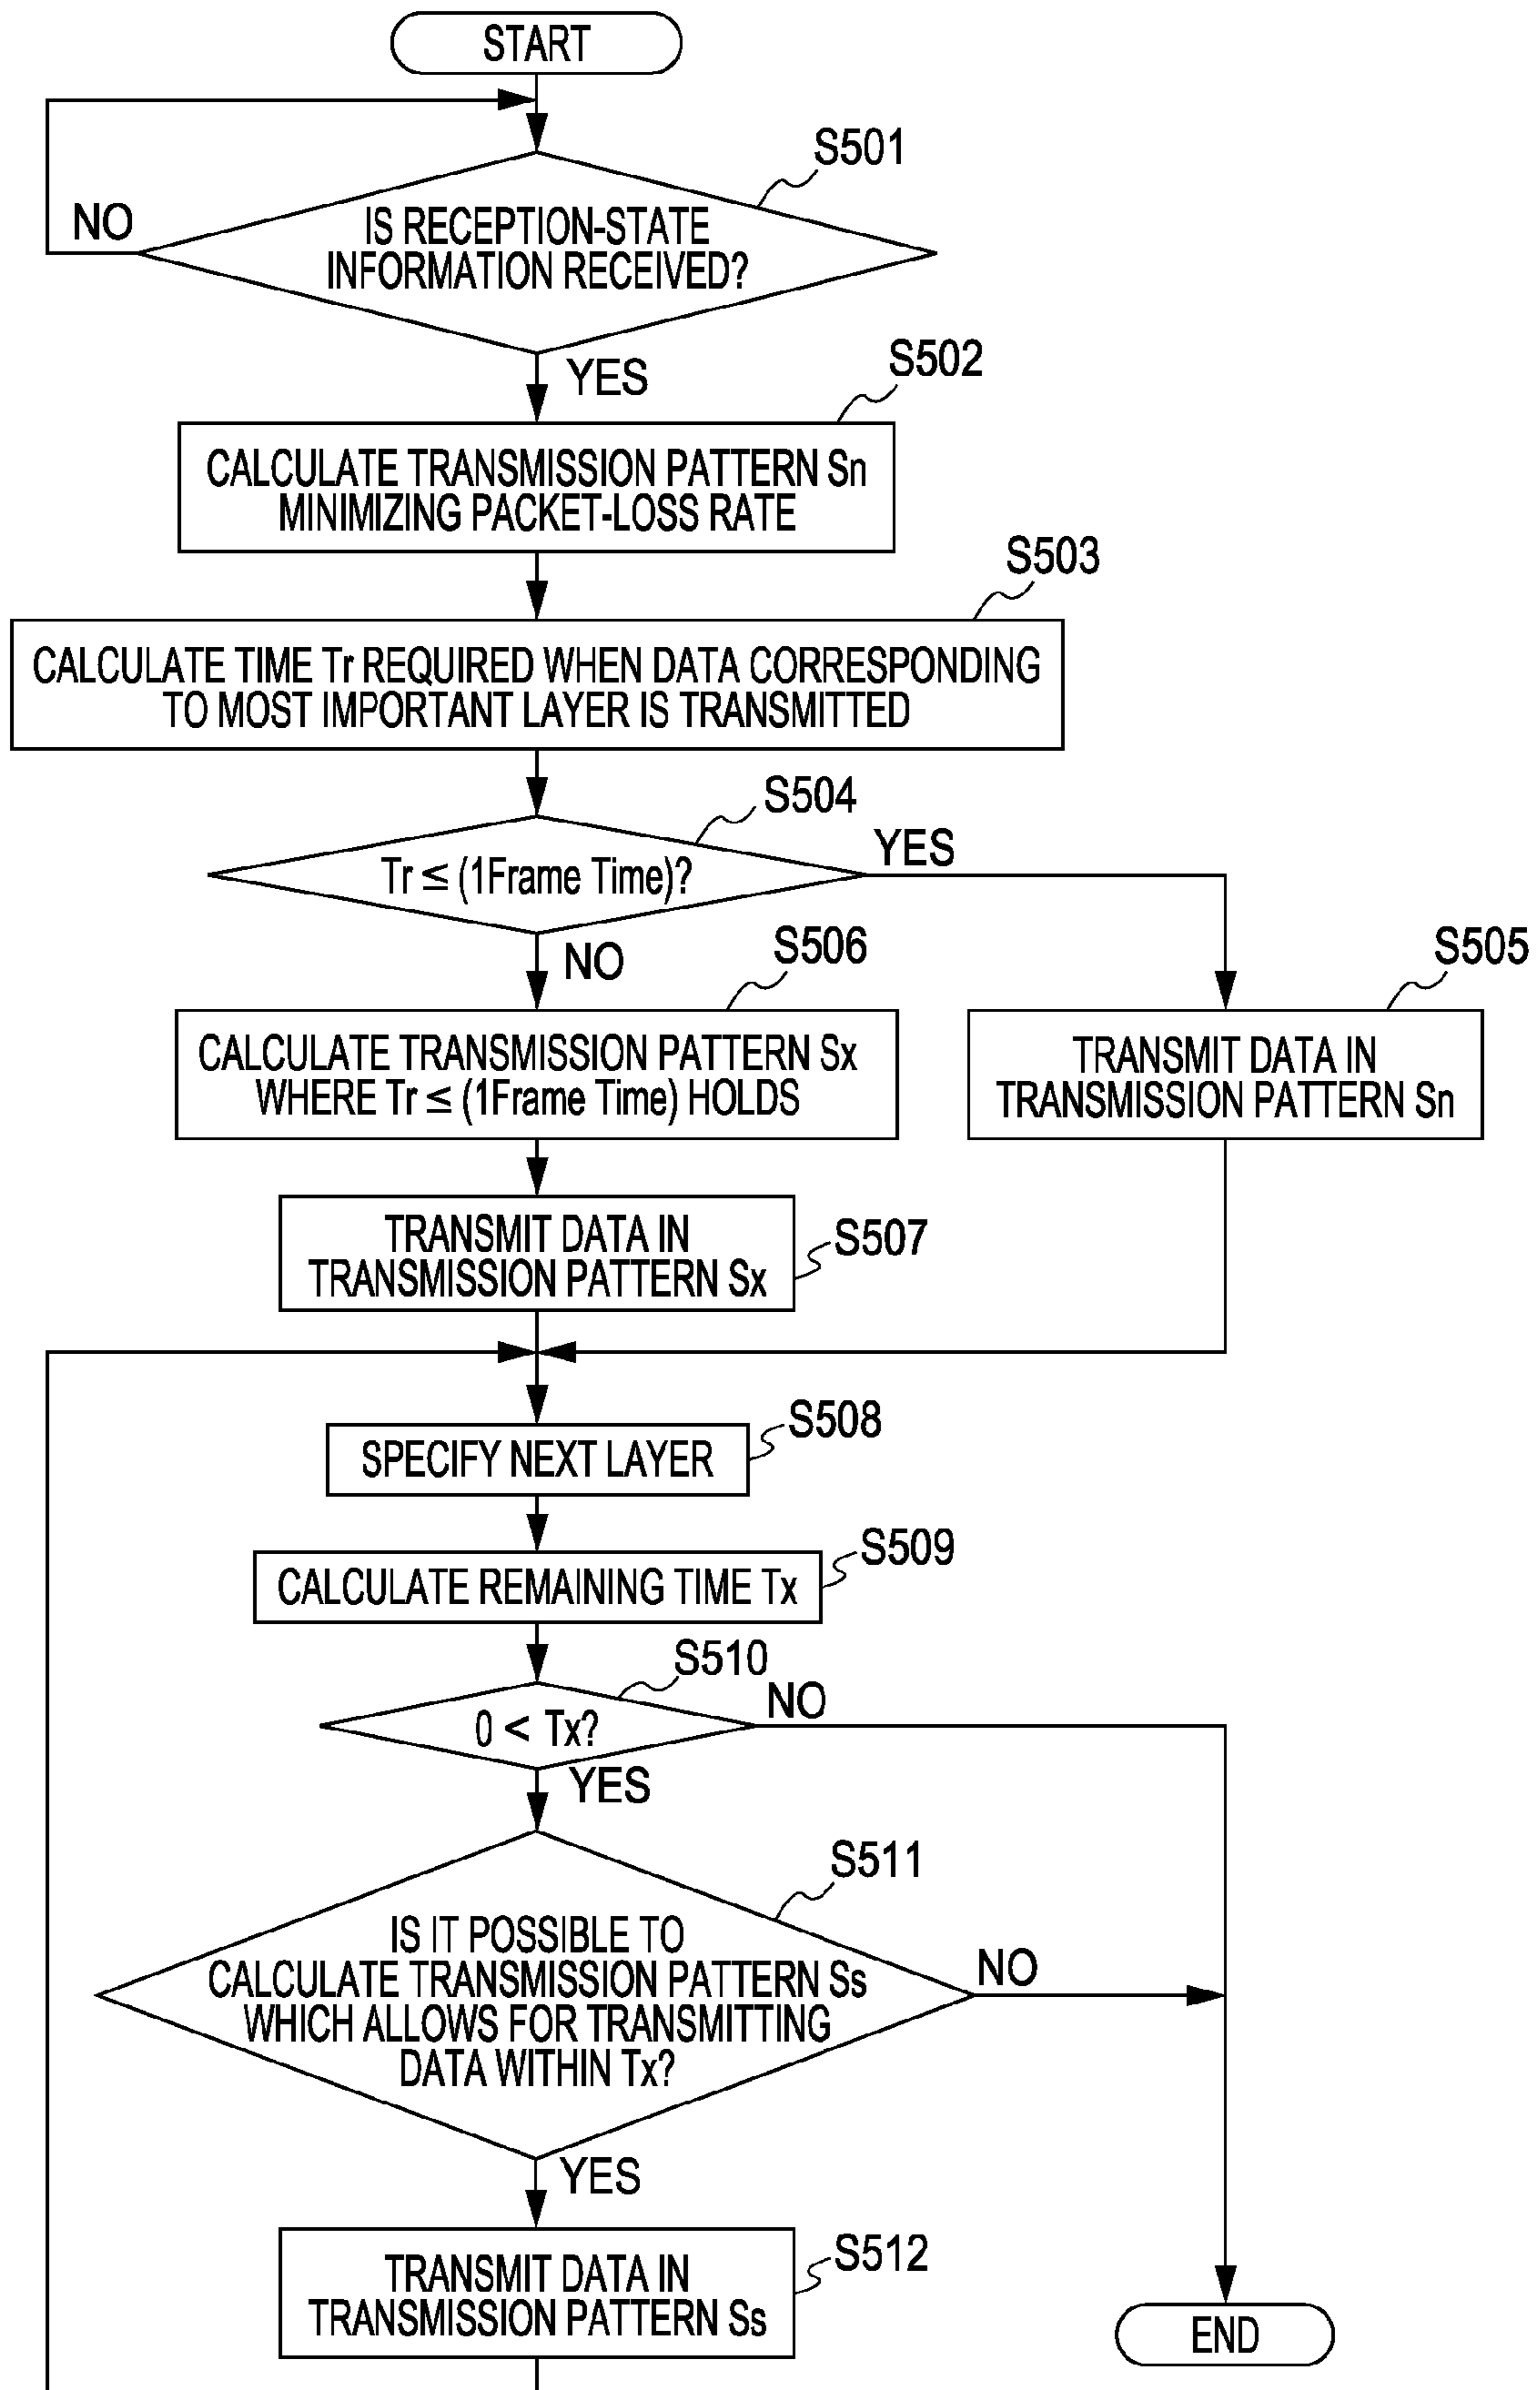 START
S501
IS RECEPTION-STATE
INFORMATION RECEIVED?
NO
YES
S502
CALCULATE TRANSMISSION PATTERN Sn
MINIMIZING PACKET-LOSS RATE
S503
CALCULATE TIME Tr REQUIRED WHEN DATA CORRESPONDING
TO MOST IMPORTANT LAYER IS TRANSMITTED
S504
Tr ≤ (1Frame Time)?
YES
NO
S506
CALCULATE TRANSMISSION PATTERN Sx
WHERE Tr ≤ (1Frame Time) HOLDS
S505
TRANSMIT DATA IN
TRANSMISSION PATTERN Sn
TRANSMIT DATA IN
TRANSMISSION PATTERN Sx
S507
S508
SPECIFY NEXT LAYER
S509
CALCULATE REMAINING TIME Tx
S510
0 < Tx?
NO
YES
S511
IS IT POSSIBLE TO
CALCULATE TRANSMISSION PATTERN Ss
WHICH ALLOWS FOR TRANSMITTING
DATA WITHIN Tx?
NO
YES
S512
TRANSMIT DATA IN
TRANSMISSION PATTERN Ss
END